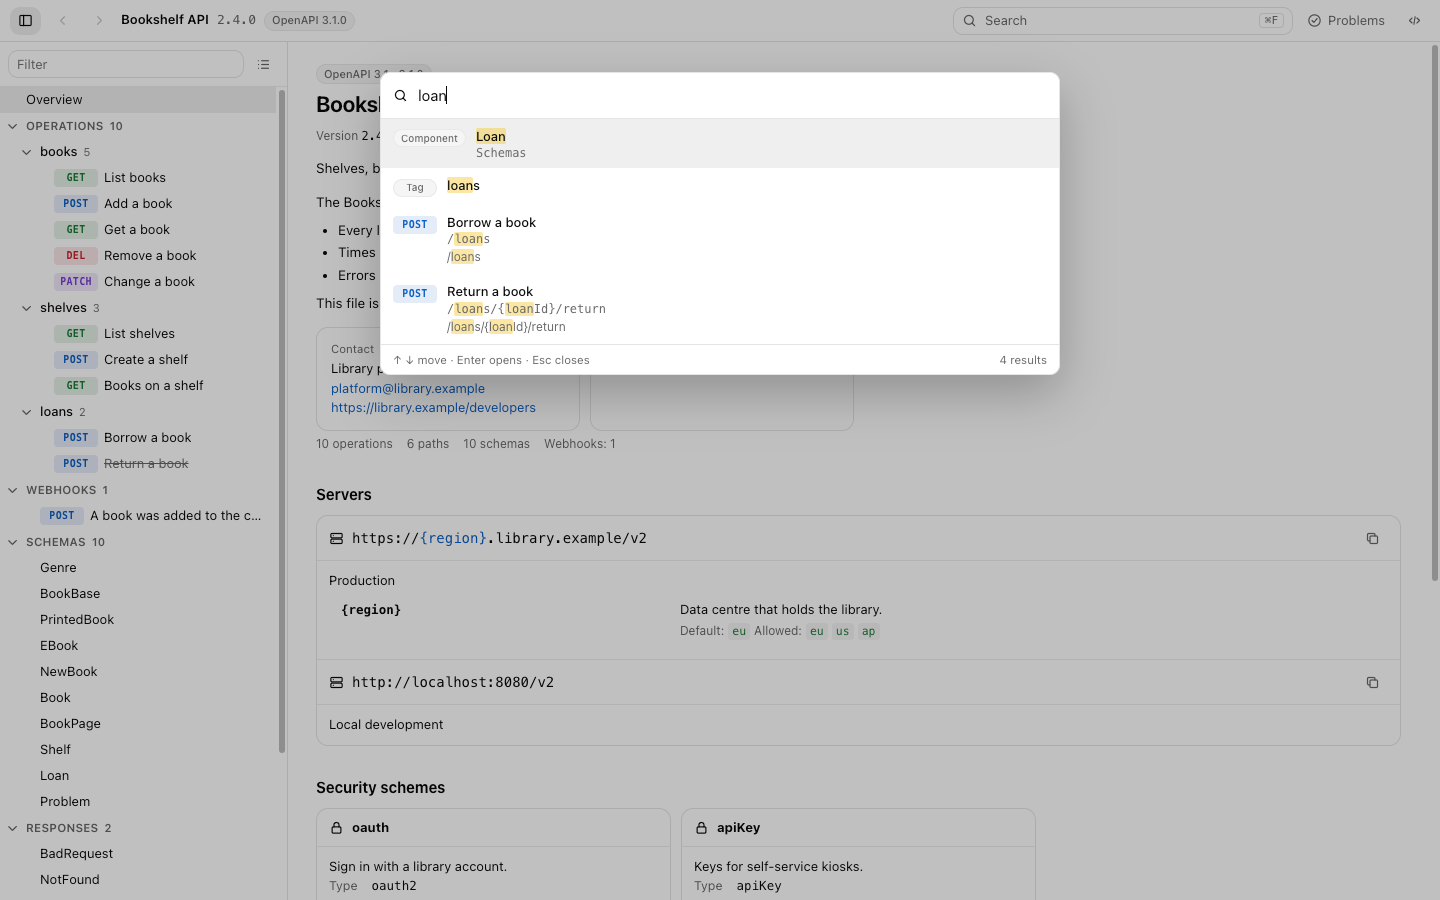 Bookshelf API 2.4.0 OpenAPI 3.1.0
Search ⌘F Problems
Filter
Overview
OPERATIONS 10
books 5
GET List books
POST Add a book
GET Get a book
DEL Remove a book
PATCH Change a book
shelves 3
GET List shelves
POST Create a shelf
GET Books on a shelf
loans 2
POST Borrow a book
POST Return a book
WEBHOOKS 1
POST A book was added to the c...
SCHEMAS 10
Genre
BookBase
PrintedBook
EBook
NewBook
Book
BookPage
Shelf
Loan
Problem
RESPONSES 2
BadRequest
NotFound
loan
Component Loan
Schemas
Tag loans
POST Borrow a book
/loans
/loans
POST Return a book
/loans/{loanId}/return
/loans/{loanId}/return
↑ ↓ move · Enter opens · Esc closes 4 results
Version
The Books
Every
Times
Errors
This file is
Contact
Library
platform@library.example
https://library.example/developers
10 operations 6 paths 10 schemas Webhooks: 1
Servers
https://{region}.library.example/v2
Production
{region} Data centre that holds the library.
Default: eu Allowed: eu us ap
http://localhost:8080/v2
Local development
Security schemes
oauth
Sign in with a library account.
Type oauth2
apiKey
Keys for self-service kiosks.
Type apiKey